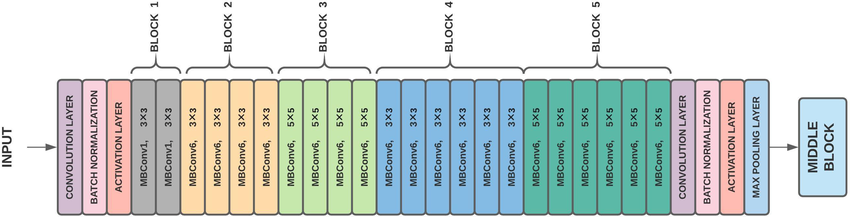 BLOCK 1
BLOCK 2
BLOCK 3
BLOCK 4
BLOCK 5
INPUT
CONVOLUTION LAYER
BATCH NORMALIZATION
ACTIVATION LAYER
MBConv1, 3×3
MBConv1, 3×3
MBConv6, 3×3
MBConv6, 3×3
MBConv6, 3×3
MBConv6, 3×3
MBConv6, 5×5
MBConv6, 5×5
MBConv6, 5×5
MBConv6, 5×5
MBConv6, 3×3
MBConv6, 3×3
MBConv6, 3×3
MBConv6, 3×3
MBConv6, 3×3
MBConv6, 3×3
MBConv6, 5×5
MBConv6, 5×5
MBConv6, 5×5
MBConv6, 5×5
MBConv6, 5×5
MBConv6, 5×5
CONVOLUTION LAYER
BATCH NORMALIZATION
ACTIVATION LAYER
MAX POOLING LAYER
MIDDLE
BLOCK